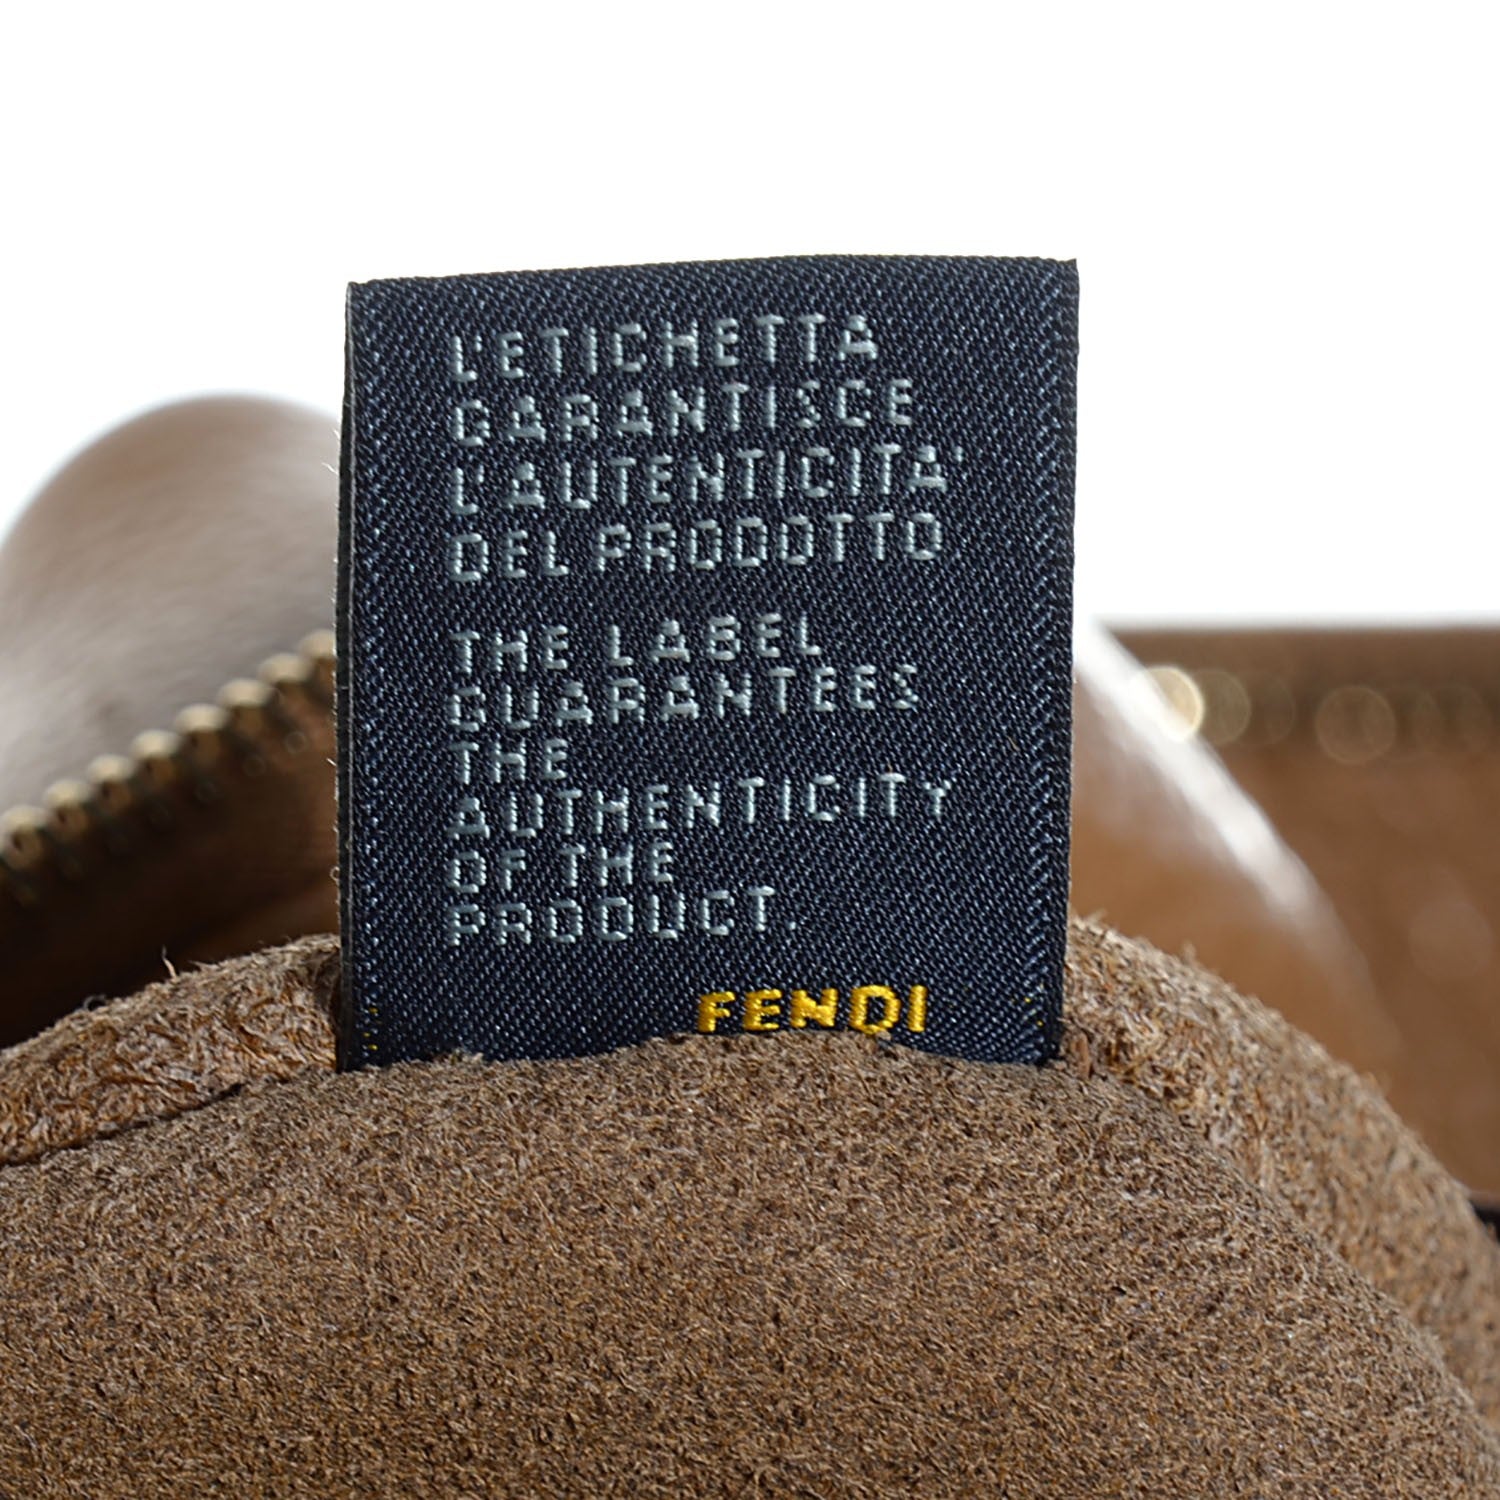 L'ETICHETTA
GARANTISCE
L'AUTENTICITA'
DEL PRODOTTO
THE LABEL
GUARANTEES
THE
AUTHENTICITY
OF THE
PRODUCT.
FENDI